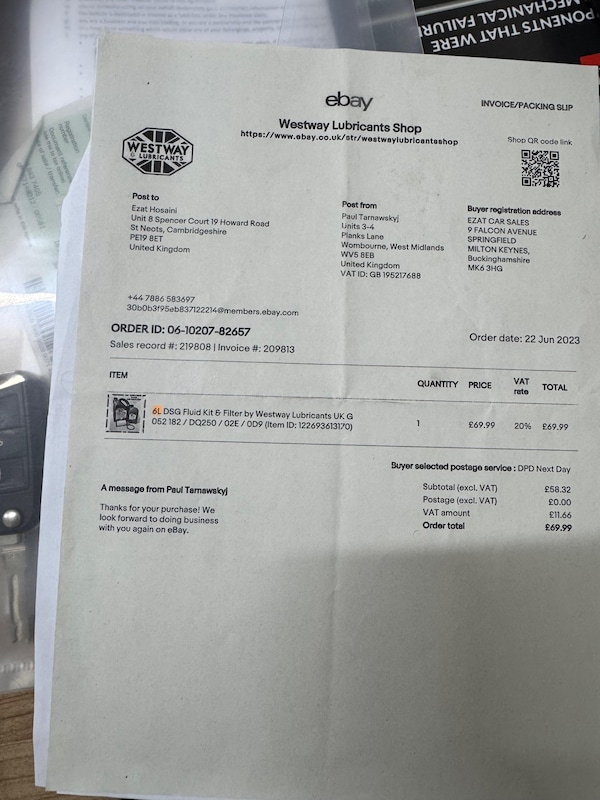 PONENTS THAT WERE
MECHANICAL FAILUR
ebay
INVOICE/PACKING SLIP
Westway Lubricants Shop
https://www.ebay.co.uk/str/westwaylubricantsshop
Shop QR code link
WESTWAY
LUBRICANTS
Post to
Ezat Hosaini
Unit 8 Spencer Court 19 Howard Road
St Neots, Cambridgeshire
PE19 8ET
United Kingdom
Post from
Paul Tarnawskyj
Units 3-4
Planks Lane
Wombourne, West Midlands
WV5 8EB
United Kingdom
VAT ID: GB 195217688
Buyer registration address
EZAT CAR SALES
9 FALCON AVENUE
SPRINGFIELD
MILTON KEYNES,
Buckinghamshire
MK6 3HG
+44 7886 583697
30b0b3f95eb837122214@members.ebay.com
ORDER ID: 06-10207-82657
Sales record #: 219808 | Invoice #: 209813
Order date: 22 Jun 2023
ITEM QUANTITY PRICE VAT rate TOTAL
6L DSG Fluid Kit & Filter by Westway Lubricants UK G
052 182 / DQ250 / 02E / 0D9 (Item ID: 122693613170)
1 £69.99 20% £69.99
Buyer selected postage service : DPD Next Day
Subtotal (excl. VAT) £58.32
Postage (excl. VAT) £0.00
VAT amount £11.66
Order total £69.99
A message from Paul Tarnawskyj
Thanks for your purchase! We
look forward to doing business
with you again on eBay.